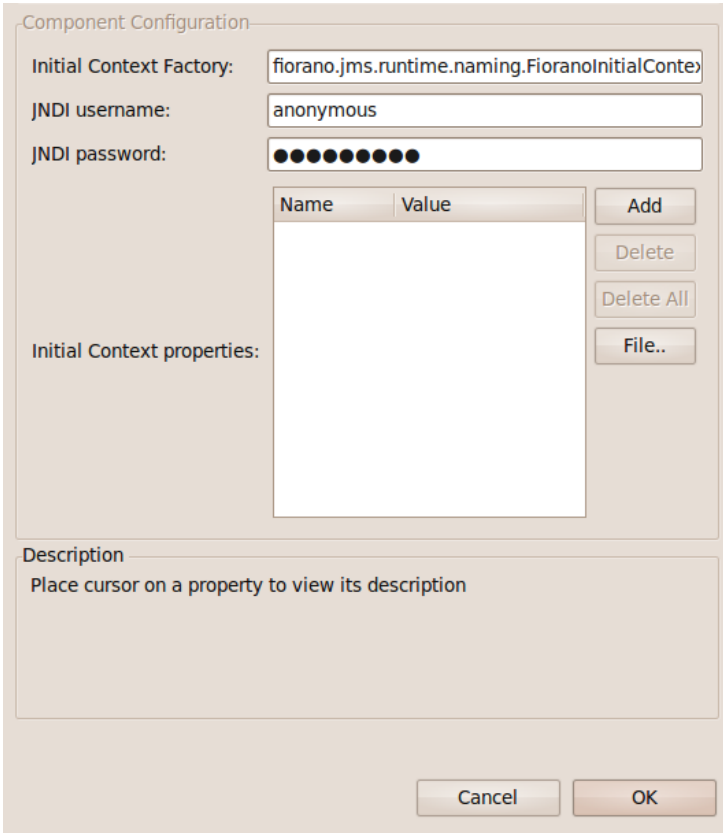 Component Configuration
Initial Context Factory: fiorano.jms.runtime.naming.FioranoInitialContex
JNDI username: anonymous
JNDI password: ●●●●●●●●●
Name Value Add
Delete
Delete All
File..
Initial Context properties:
Description
Place cursor on a property to view its description
Cancel OK